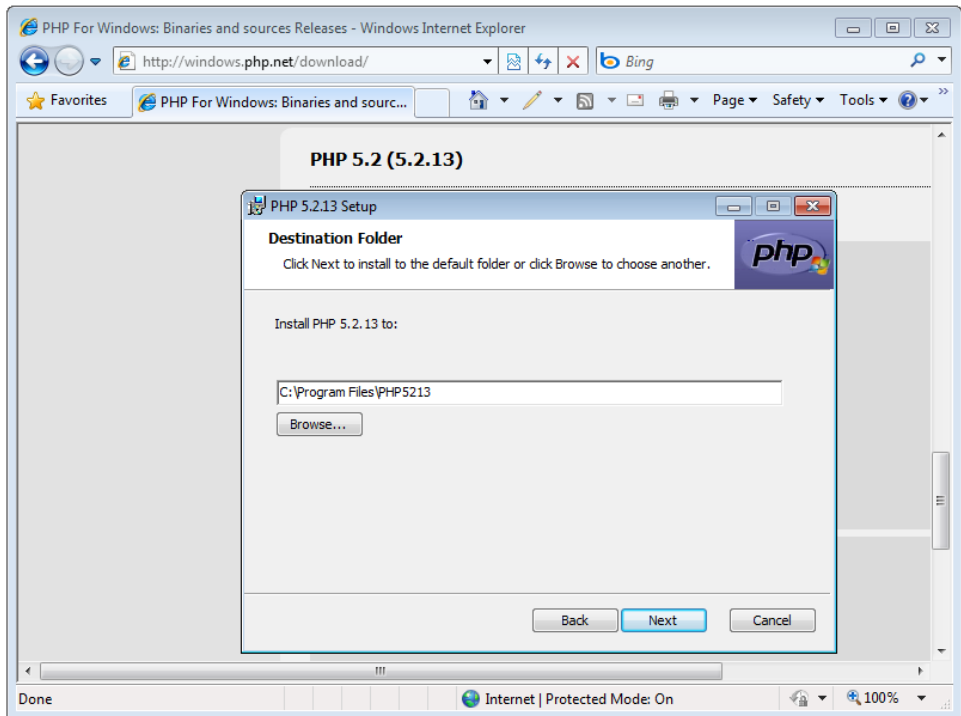 PHP For Windows: Binaries and sources Releases - Windows Internet Explorer
http://windows.php.net/download/
Bing
Favorites
PHP For Windows: Binaries and sourc...
Page
Safety
Tools
PHP 5.2 (5.2.13)
PHP 5.2.13 Setup
Destination Folder
Click Next to install to the default folder or click Browse to choose another.
php
Install PHP 5.2.13 to:
C:\Program Files\PHP5213
Browse...
Back
Next
Cancel
Done
Internet | Protected Mode: On
100%